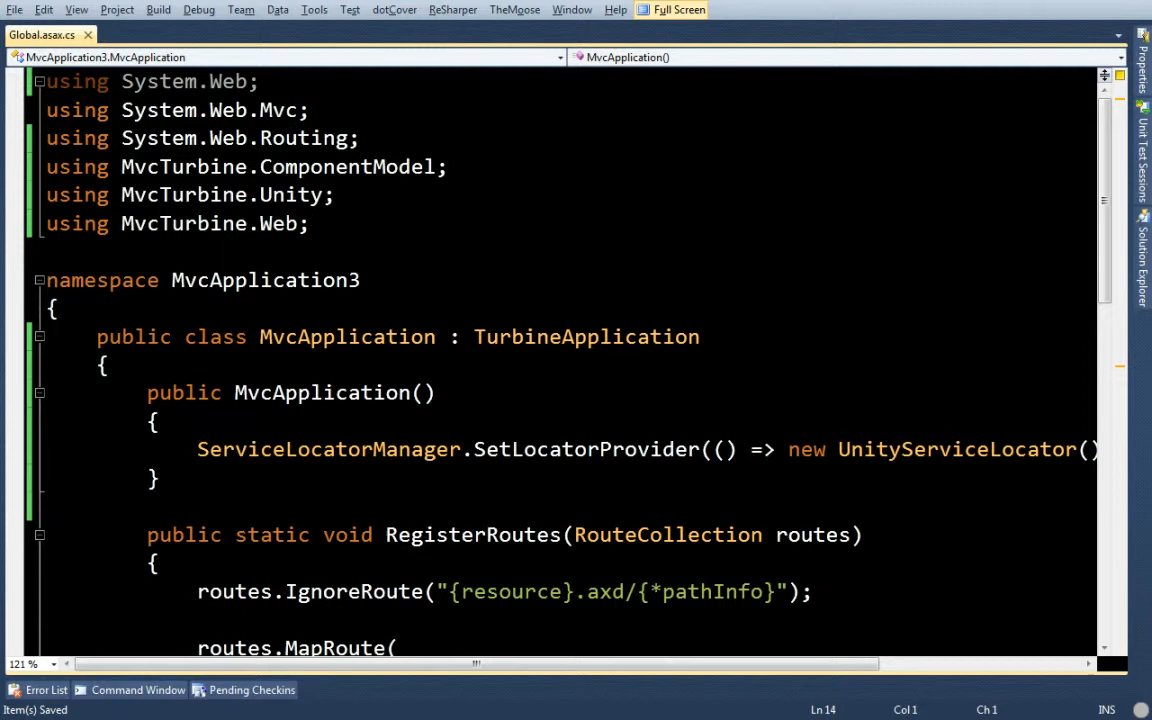 File Edit View Project Build Debug Team Data Tools Test dotCover ReSharper TheMoose Window Help Full Screen
Global.asax.cs
MvcApplication3.MvcApplication MvcApplication()
using System.Web;
using System.Web.Mvc;
using System.Web.Routing;
using MvcTurbine.ComponentModel;
using MvcTurbine.Unity;
using MvcTurbine.Web;
namespace MvcApplication3
{
public class MvcApplication : TurbineApplication
{
public MvcApplication()
{
ServiceLocatorManager.SetLocatorProvider(() => new UnityServiceLocator()
}
public static void RegisterRoutes(RouteCollection routes)
{
routes.IgnoreRoute("{resource}.axd/{*pathInfo}");
routes.MapRoute(
121 %
Properties
Unit Test Sessions
Solution Explorer
Error List Command Window Pending Checkins
Item(s) Saved Ln 14 Col 1 Ch 1 INS